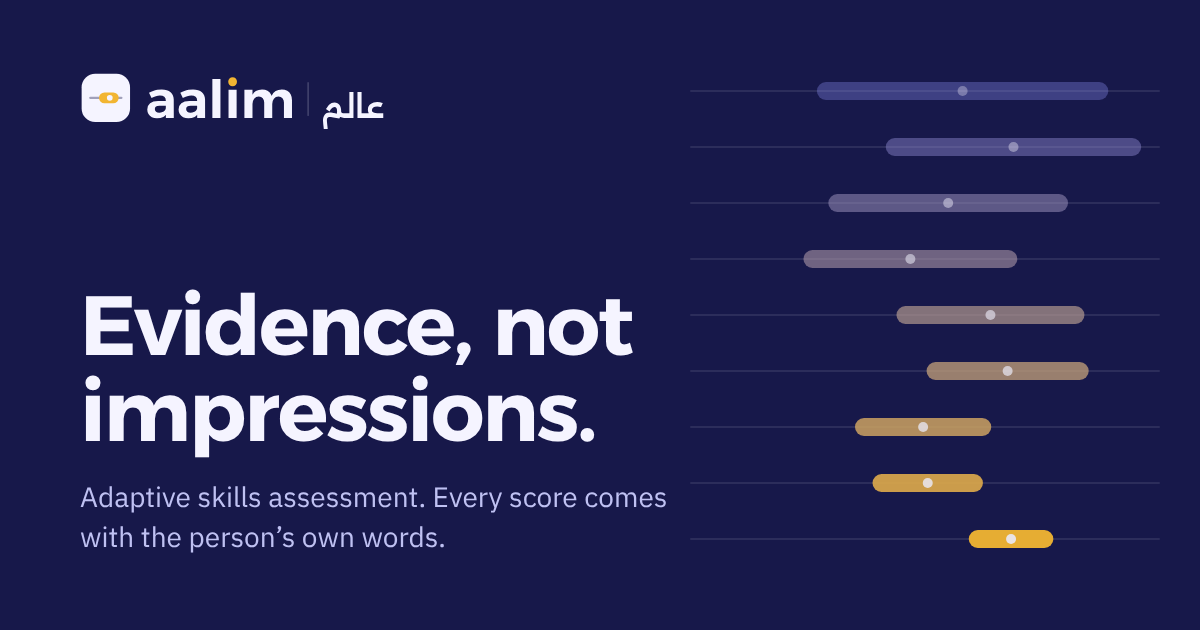 aalim | عالم
Evidence, not
impressions.
Adaptive skills assessment. Every score comes
with the person’s own words.